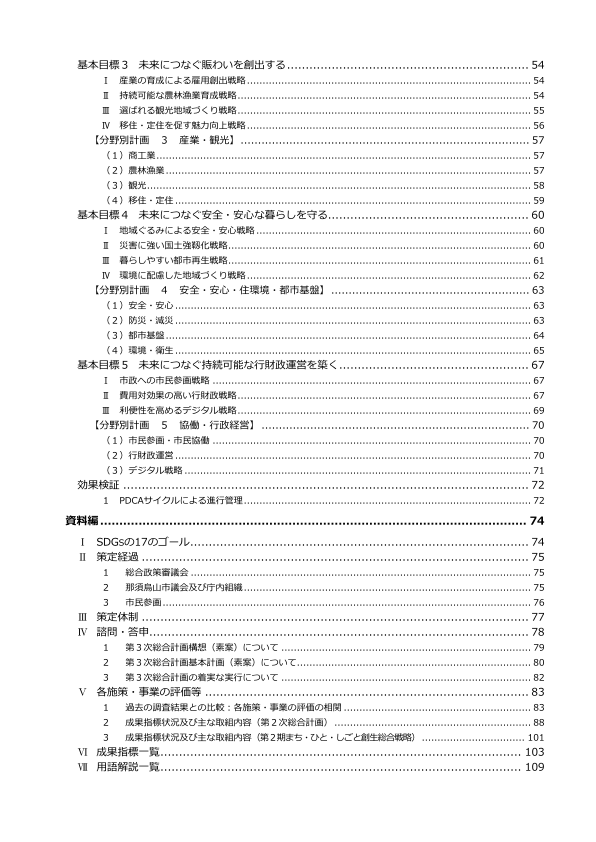 基本目標３　未来につなぐ賑わいを創出する ........ 54
Ⅰ　産業の育成による雇用創出戦略 ........ 54
Ⅱ　持続可能な農林漁業育成戦略 ........ 54
Ⅲ　選ばれる観光地域づくり戦略 ........ 55
Ⅳ　移住・定住を促す魅力向上戦略 ........ 56
【分野別計画　３　産業・観光】 ........ 57
（１）商工業 ........ 57
（２）農林漁業 ........ 57
（３）観光 ........ 58
（４）移住・定住 ........ 59
基本目標４　未来につなぐ安全・安心な暮らしを守る ........ 60
Ⅰ　地域ぐるみによる安全・安心戦略 ........ 60
Ⅱ　災害に強い国土強靱化戦略 ........ 60
Ⅲ　暮らしやすい都市再生戦略 ........ 61
Ⅳ　環境に配慮した地域づくり戦略 ........ 62
【分野別計画　４　安全・安心・住環境・都市基盤】 ........ 63
（１）安全・安心 ........ 63
（２）防災・減災 ........ 63
（３）都市基盤 ........ 64
（４）環境・衛生 ........ 65
基本目標５　未来につなぐ持続可能な行財政運営を築く ........ 67
Ⅰ　市政への市民参画戦略 ........ 67
Ⅱ　費用対効果の高い行財政戦略 ........ 67
Ⅲ　利便性を高めるデジタル戦略 ........ 69
【分野別計画　５　協働・行政経営】 ........ 70
（１）市民参画・市民協働 ........ 70
（２）行財政運営 ........ 70
（３）デジタル戦略 ........ 71
効果検証 ........ 72
１　PDCAサイクルによる進行管理 ........ 72
資料編 ........ 74
Ⅰ　SDGsの17のゴール ........ 74
Ⅱ　策定経過 ........ 75
１　総合政策審議会 ........ 75
２　那須烏山市議会及び庁内組織 ........ 75
３　市民参画 ........ 76
Ⅲ　策定体制 ........ 77
Ⅳ　諮問・答申 ........ 78
１　第３次総合計画構想（素案）について ........ 79
２　第３次総合計画基本計画（素案）について ........ 80
３　第３次総合計画の着実な実行について ........ 82
Ⅴ　各施策・事業の評価等 ........ 83
１　過去の調査結果との比較：各施策・事業の評価の相関 ........ 83
２　成果指標状況及び主な取組内容（第２次総合計画） ........ 88
３　成果指標状況及び主な取組内容（第２期まち・ひと・しごと創生総合戦略） ........ 101
Ⅵ　成果指標一覧 ........ 103
Ⅶ　用語解説一覧 ........ 109